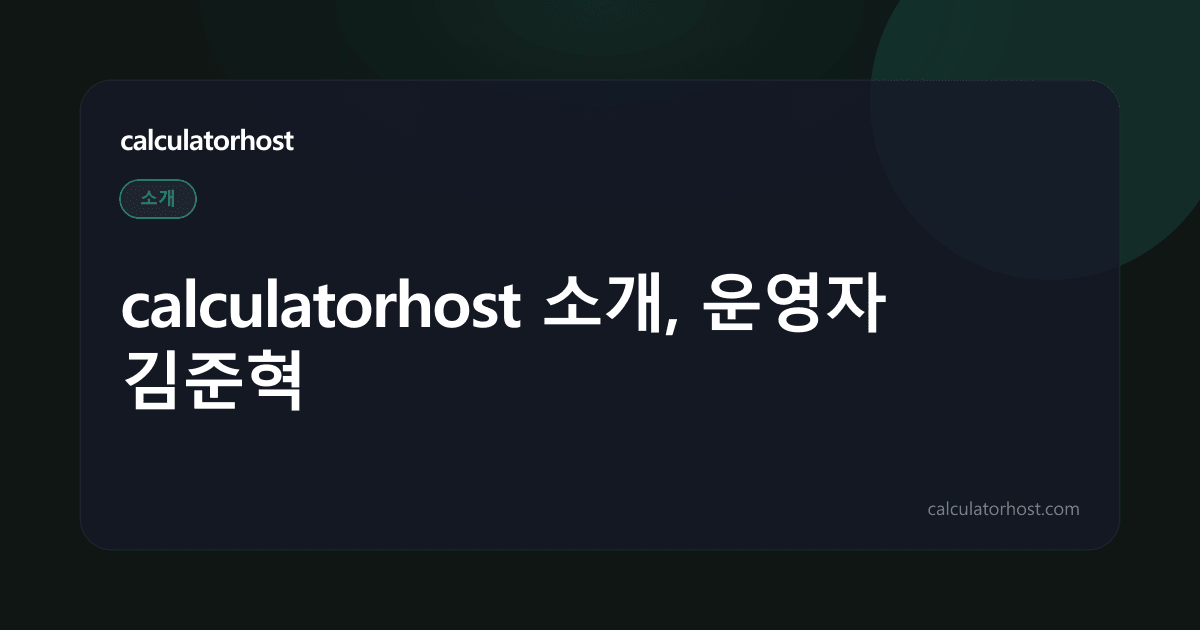 calculatorhost
소개
calculatorhost 소개, 운영자
김준혁
calculatorhost.com